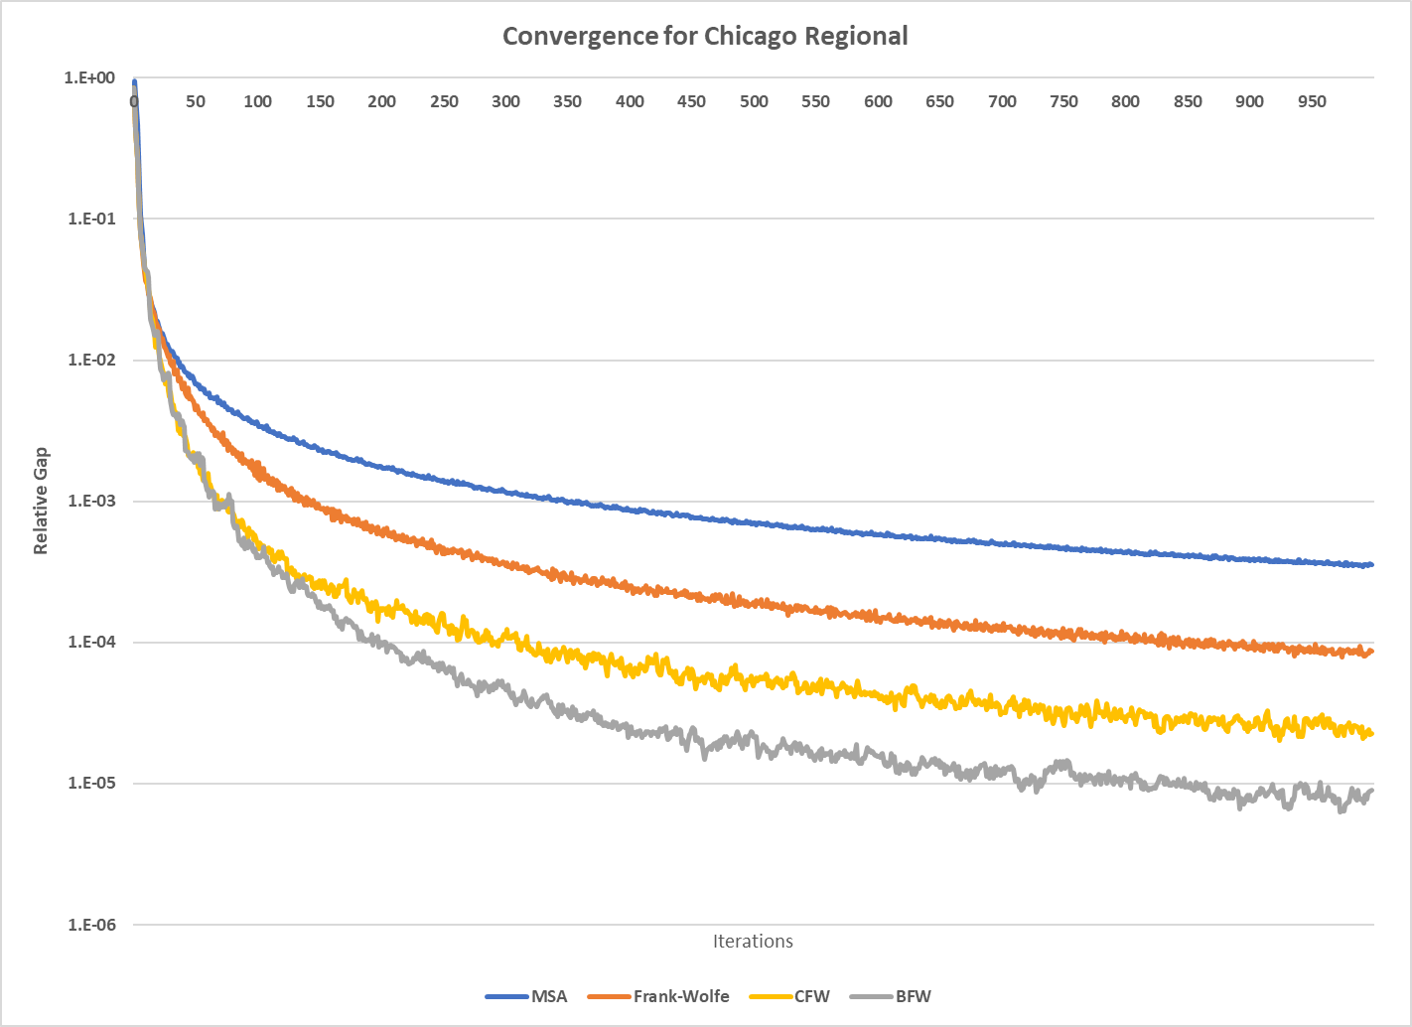 Convergence for Chicago Regional
1.E+00
0 50 100 150 200 250 300 350 400 450 500 550 600 650 700 750 800 850 900 950
1.E-01
1.E-02
1.E-03
Relative Gap
1.E-04
1.E-05
1.E-06
Iterations
MSA Frank-Wolfe CFW BFW